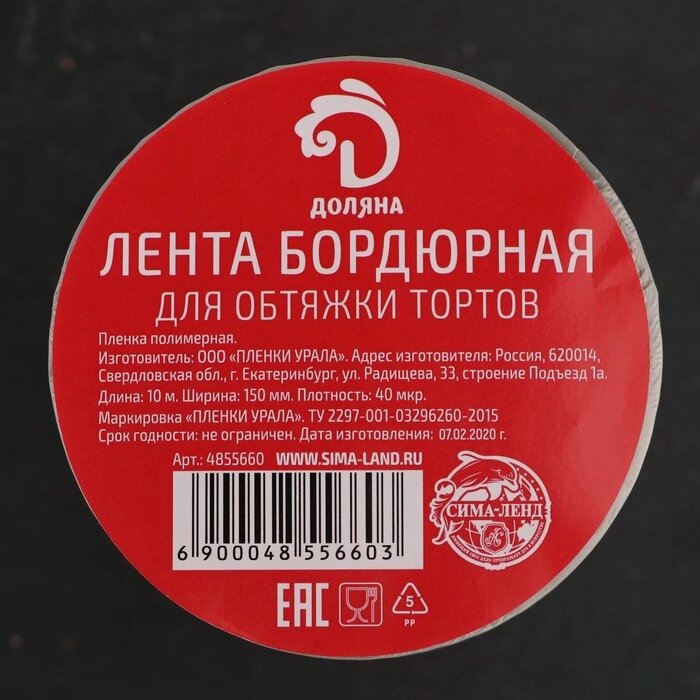 ДОЛЯНА
ЛЕНТА БОРДЮРНАЯ
ДЛЯ ОБТЯЖКИ ТОРТОВ
Пленка полимерная.
Изготовитель: ООО «ПЛЕНКИ УРАЛА». Адрес изготовителя: Россия, 620014,
Свердловская обл., г. Екатеринбург, ул. Радищева, 33, строение Подъезд 1а.
Длина: 10 м. Ширина: 150 мм. Плотность: 40 мкр.
Маркировка «ПЛЕНКИ УРАЛА». ТУ 2297-001-03296260-2015
Срок годности: не ограничен. Дата изготовления: 07.02.2020 г.
Арт.: 4855660 WWW.SIMA-LAND.RU
6 900048 556603
СИМА-ЛЕНД
ЕАС
5
PP